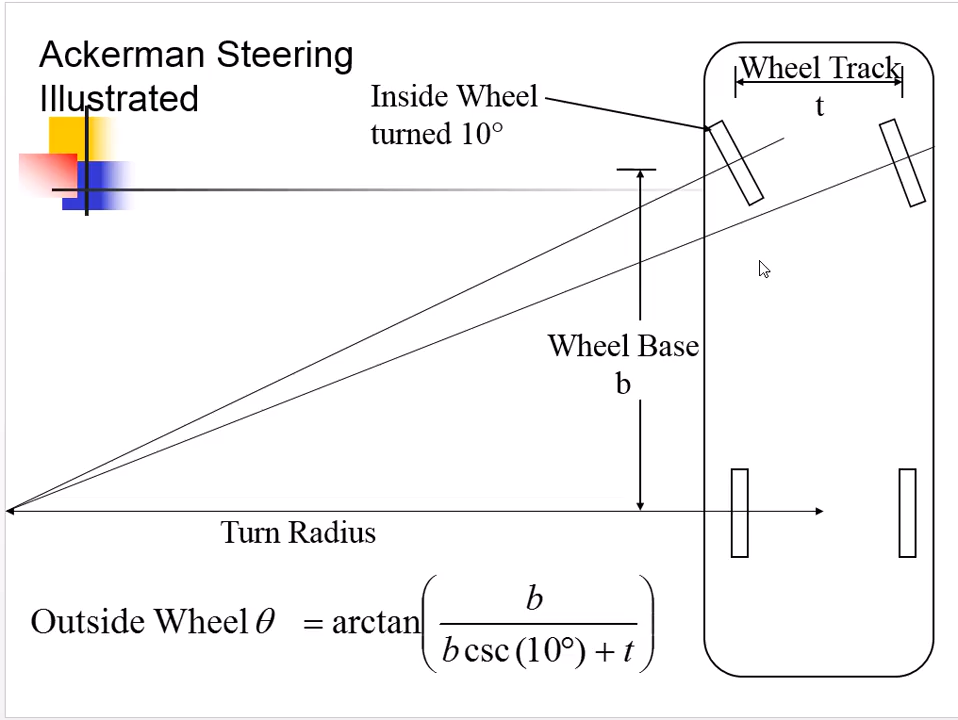 Ackerman Steering
Illustrated
Inside Wheel
turned 10°
Wheel Track
t
Wheel Base
b
Turn Radius
Outside Wheel θ = arctan( b / b csc (10°) + t )